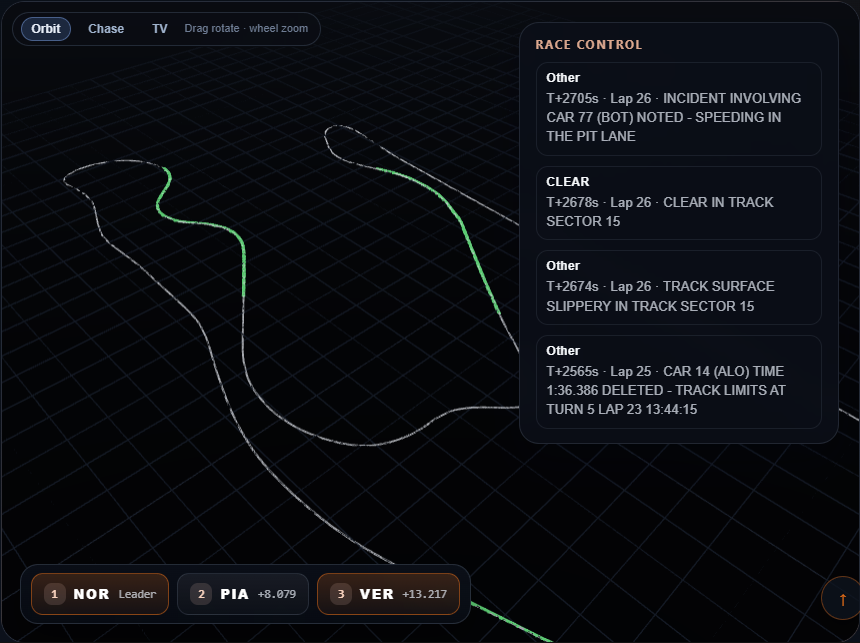 Orbit Chase TV Drag rotate · wheel zoom
RACE CONTROL
Other
T+2705s · Lap 26 · INCIDENT INVOLVING
CAR 77 (BOT) NOTED - SPEEDING IN
THE PIT LANE
CLEAR
T+2678s · Lap 26 · CLEAR IN TRACK
SECTOR 15
Other
T+2674s · Lap 26 · TRACK SURFACE
SLIPPERY IN TRACK SECTOR 15
Other
T+2565s · Lap 25 · CAR 14 (ALO) TIME
1:36.386 DELETED - TRACK LIMITS AT
TURN 5 LAP 23 13:44:15
1 NOR Leader 2 PIA +8.079 3 VER +13.217
↑